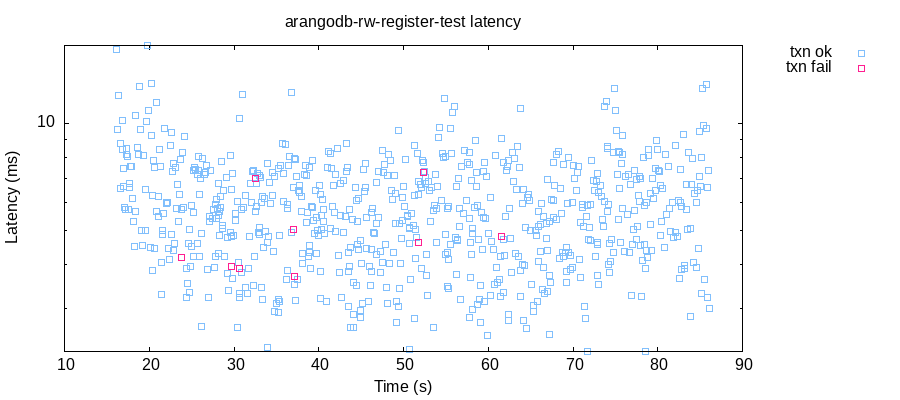 arangodb-rw-register-test latency
txn ok
txn fail
10
Latency (ms)
10 20 30 40 50 60 70 80 90
Time (s)